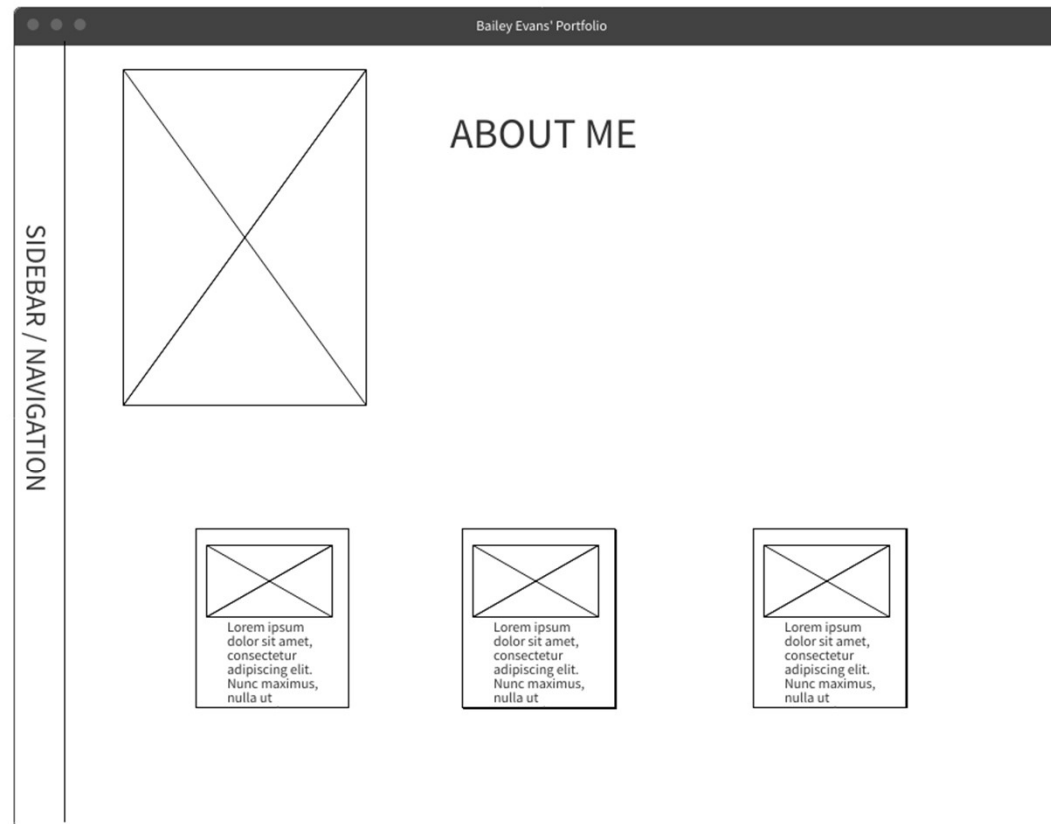 Bailey Evans' Portfolio
ABOUT ME
SIDEBAR / NAVIGATION
Lorem ipsum
dolor sit amet,
consectetur
adipiscing elit.
Nunc maximus,
nulla ut
Lorem ipsum
dolor sit amet,
consectetur
adipiscing elit.
Nunc maximus,
nulla ut
Lorem ipsum
dolor sit amet,
consectetur
adipiscing elit.
Nunc maximus,
nulla ut